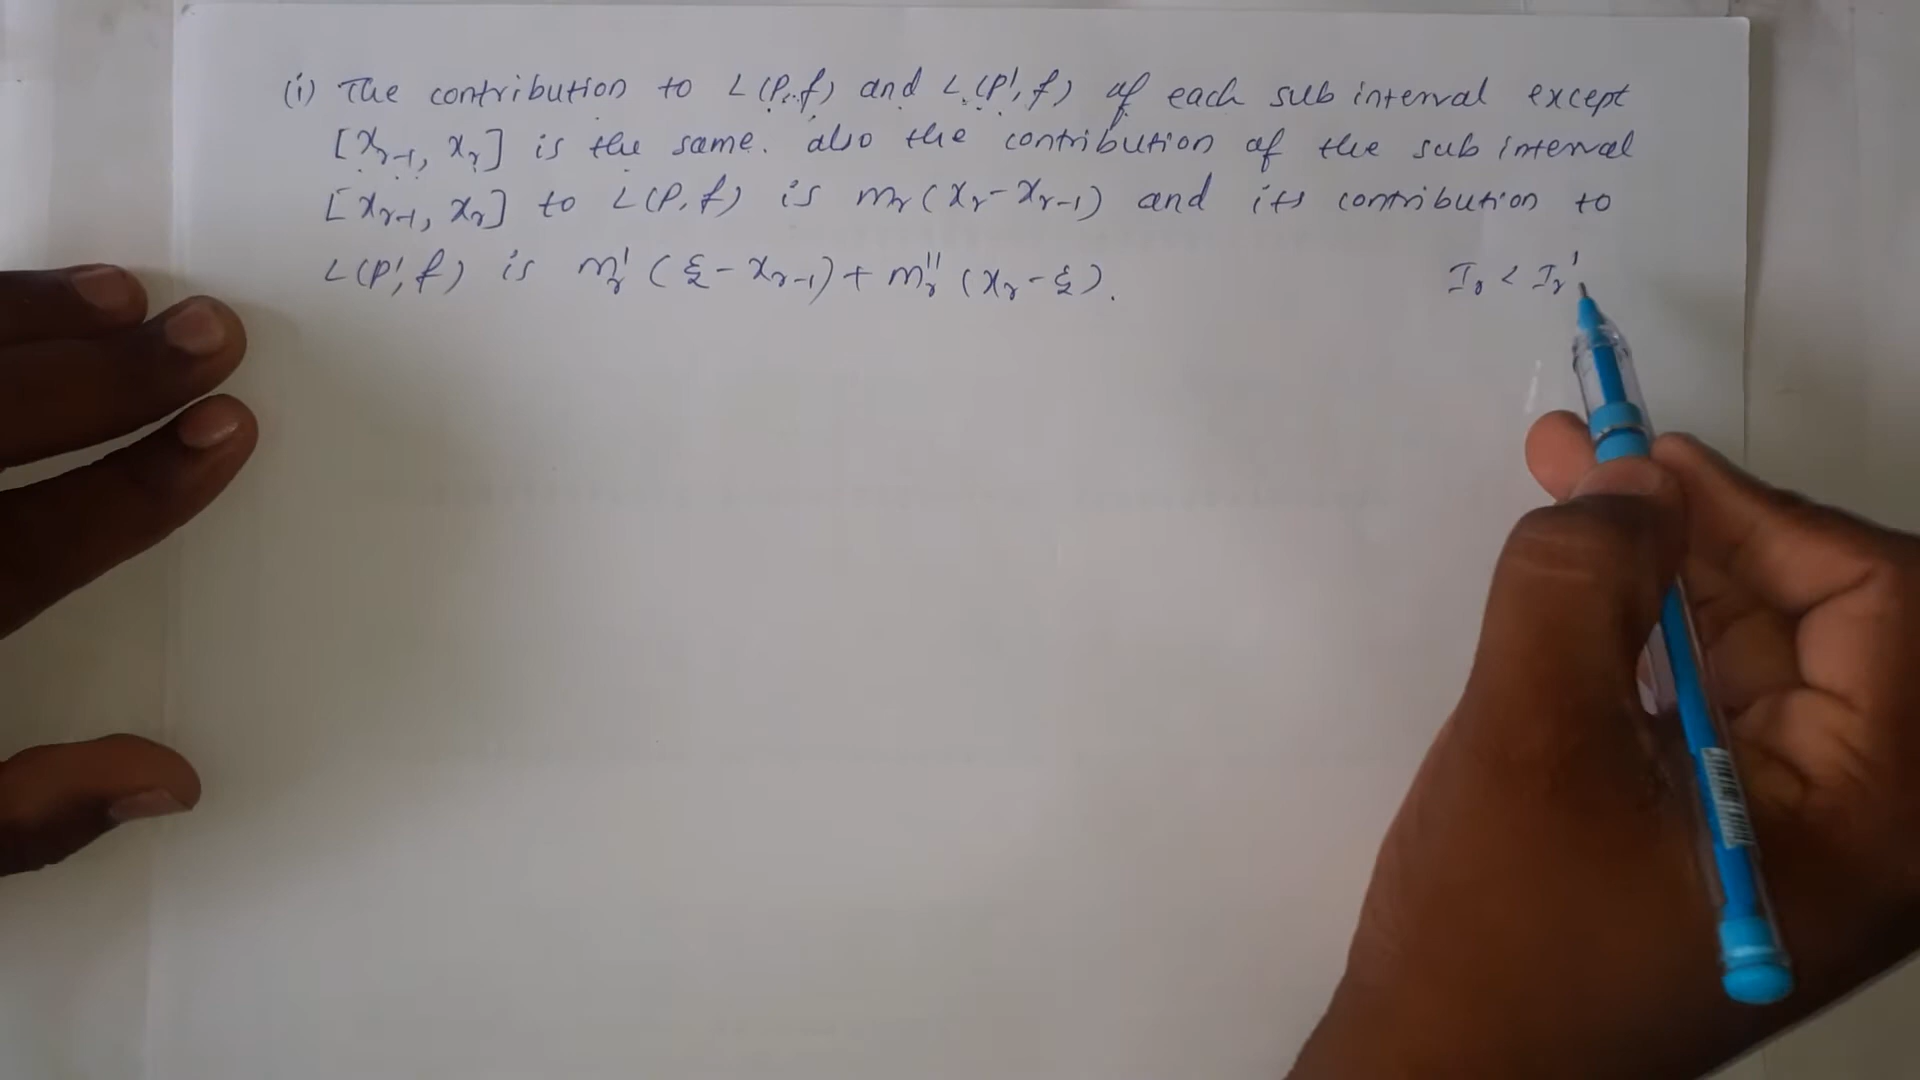 (i) The contribution to L(P,f) and L(P',f) of each sub interval except
[xᵣ₋₁, xᵣ] is the same. also the contribution of the sub interval
[xᵣ₋₁, xᵣ] to L(P,f) is mᵣ(xᵣ-xᵣ₋₁) and its contribution to
L(P',f) is mᵣ'(ξ-xᵣ₋₁)+mᵣ''(xᵣ-ξ).
Iᵣ < Iᵣ'